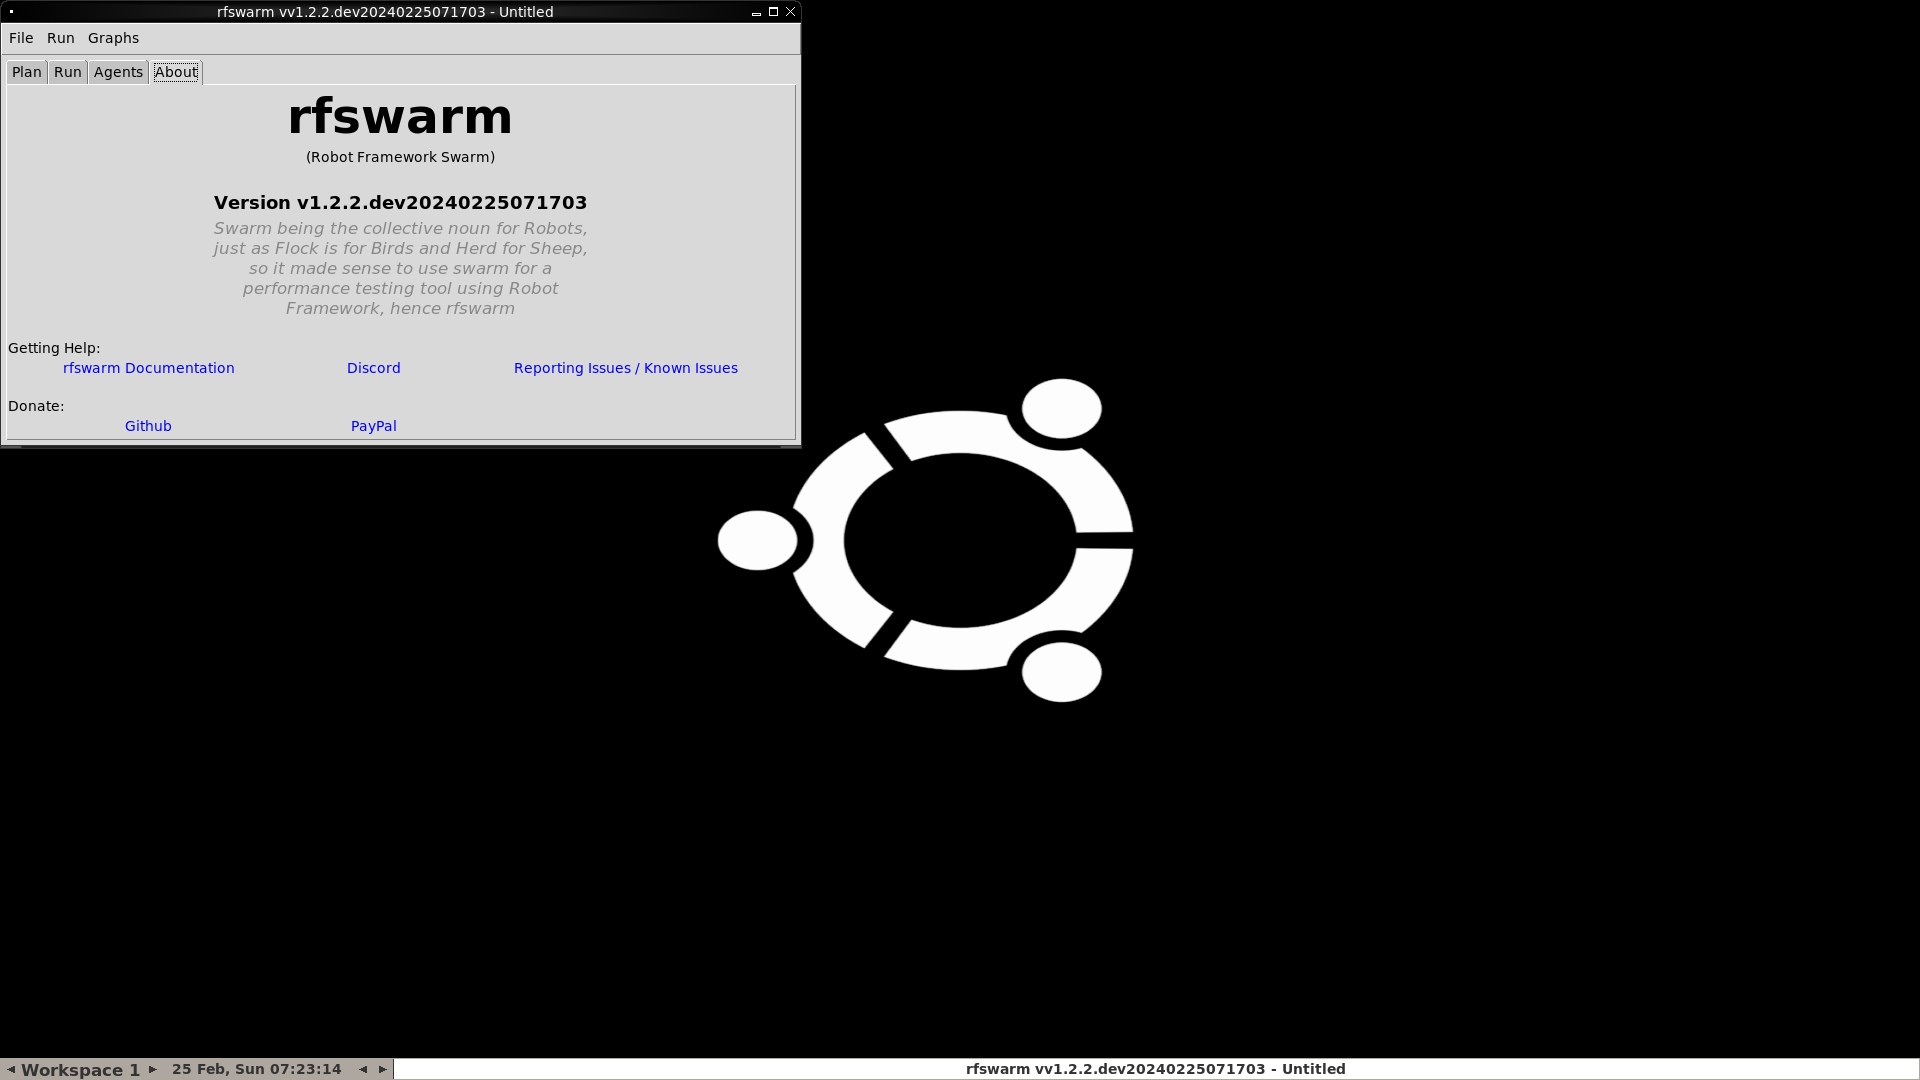 rfswarm vv1.2.2.dev20240225071703 - Untitled
File Run Graphs
Plan Run Agents About
rfswarm
(Robot Framework Swarm)
Version v1.2.2.dev20240225071703
Swarm being the collective noun for Robots,
just as Flock is for Birds and Herd for Sheep,
so it made sense to use swarm for a
performance testing tool using Robot
Framework, hence rfswarm
Getting Help:
rfswarm Documentation Discord Reporting Issues / Known Issues
Donate:
Github PayPal
Workspace 1 25 Feb, Sun 07:23:14 rfswarm vv1.2.2.dev20240225071703 - Untitled